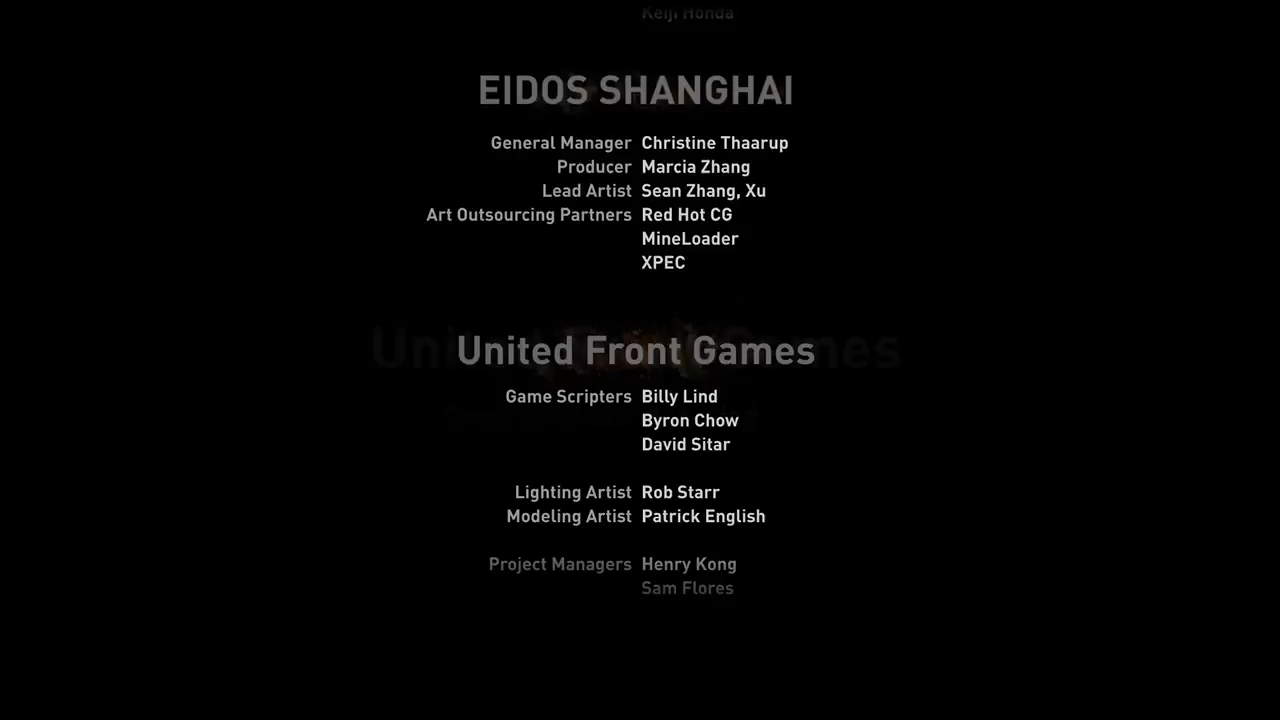 Keiji Honda
EIDOS SHANGHAI
General Manager Christine Thaarup
Producer Marcia Zhang
Lead Artist Sean Zhang, Xu
Art Outsourcing Partners Red Hot CG
MineLoader
XPEC
United Front Games
Game Scripters Billy Lind
Byron Chow
David Sitar
Lighting Artist Rob Starr
Modeling Artist Patrick English
Project Managers Henry Kong
Sam Flores